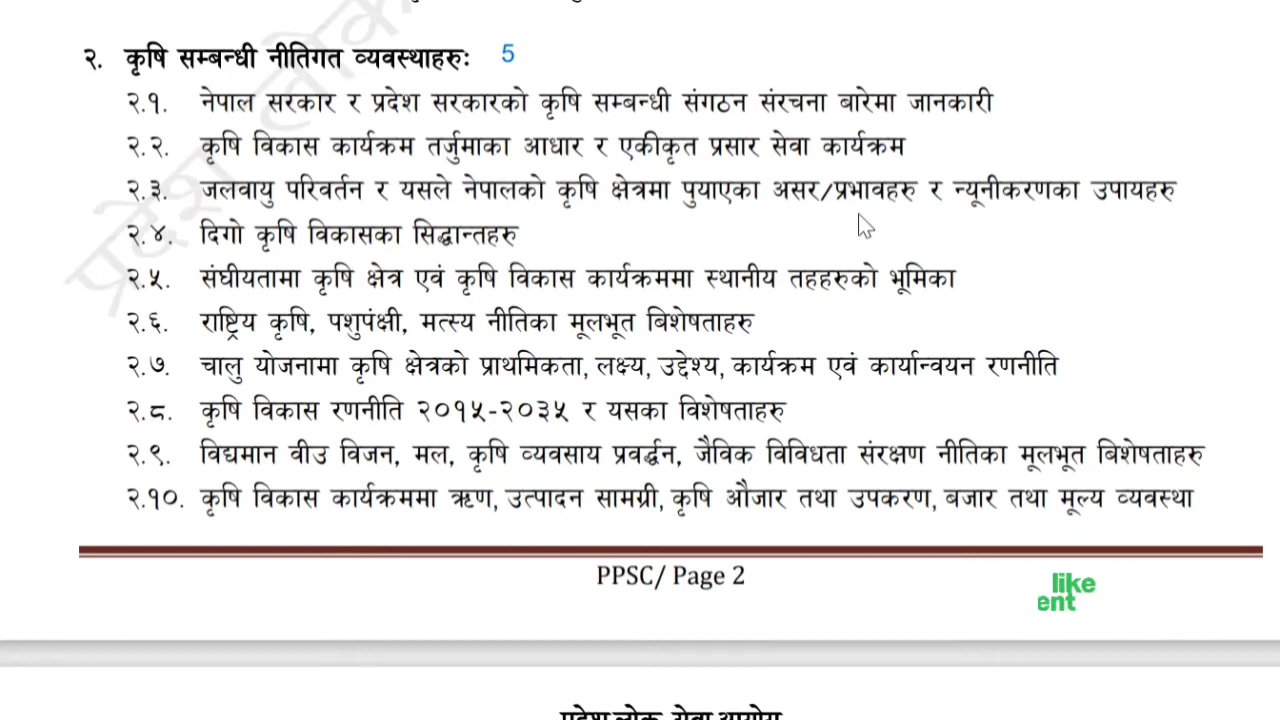 २. कृषि सम्बन्धी नीतिगत व्यवस्थाहरुः 5
२.१. नेपाल सरकार र प्रदेश सरकारको कृषि सम्बन्धी संगठन संरचना बारेमा जानकारी
२.२. कृषि विकास कार्यक्रम तर्जुमाका आधार र एकीकृत प्रसार सेवा कार्यक्रम
२.३. जलवायु परिवर्तन र यसले नेपालको कृषि क्षेत्रमा पुयाएका असर/प्रभावहरु र न्यूनीकरणका उपायहरु
२.४. दिगो कृषि विकासका सिद्धान्तहरु
२.५. संघीयतामा कृषि क्षेत्र एवं कृषि विकास कार्यक्रममा स्थानीय तहहरुको भूमिका
२.६. राष्ट्रिय कृषि, पशुपंक्षी, मत्स्य नीतिका मूलभूत बिशेषताहरु
२.७. चालु योजनामा कृषि क्षेत्रको प्राथमिकता, लक्ष्य, उद्देश्य, कार्यक्रम एवं कार्यान्वयन रणनीति
२.८. कृषि विकास रणनीति २०१५-२०३५ र यसका विशेषताहरु
२.९. विद्यमान वीउ विजन, मल, कृषि व्यवसाय प्रवर्द्धन, जैविक विविधता संरक्षण नीतिका मूलभूत बिशेषताहरु
२.१०. कृषि विकास कार्यक्रममा ऋण, उत्पादन सामग्री, कृषि औजार तथा उपकरण, बजार तथा मूल्य व्यवस्था
PPSC/ Page 2
like
ent
प्रदेश लोक सेवा आयोग